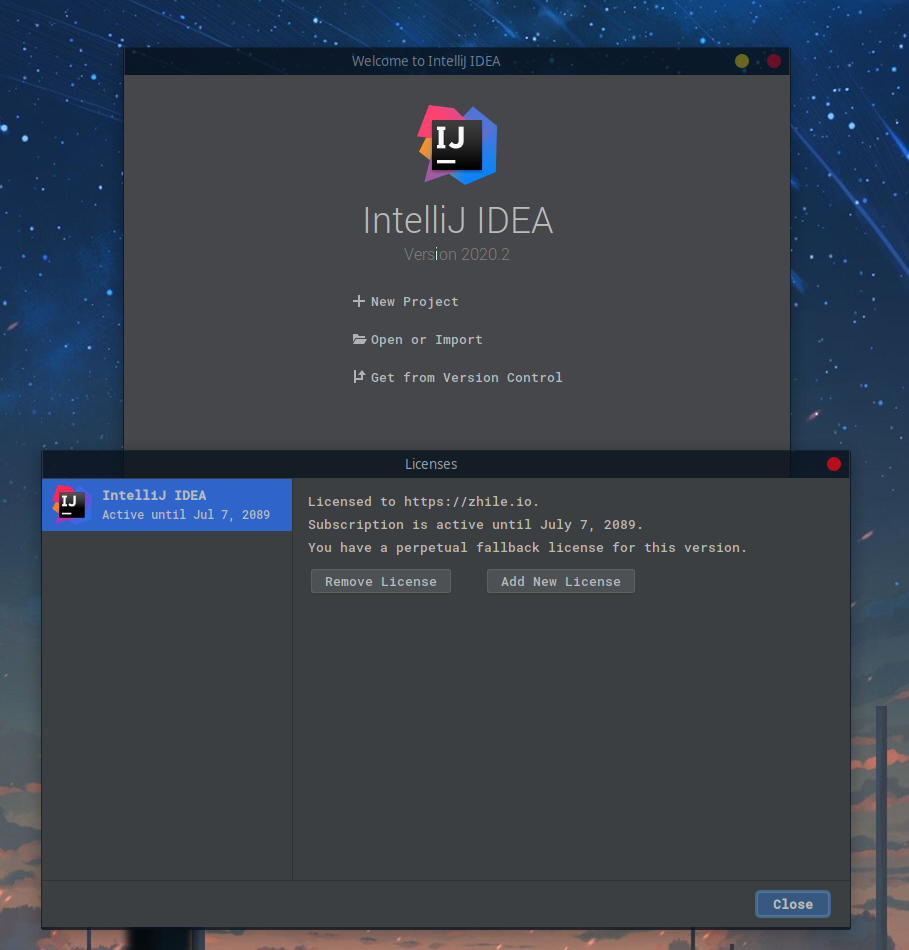 Welcome to IntelliJ IDEA
IJ
IntelliJ IDEA
Version 2020.2
New Project
Open or Import
Get from Version Control
Licenses
IJ
IntelliJ IDEA
Active until Jul 7, 2089
Licensed to https://zhile.io.
Subscription is active until July 7, 2089.
You have a perpetual fallback license for this version.
Remove License
Add New License
Close